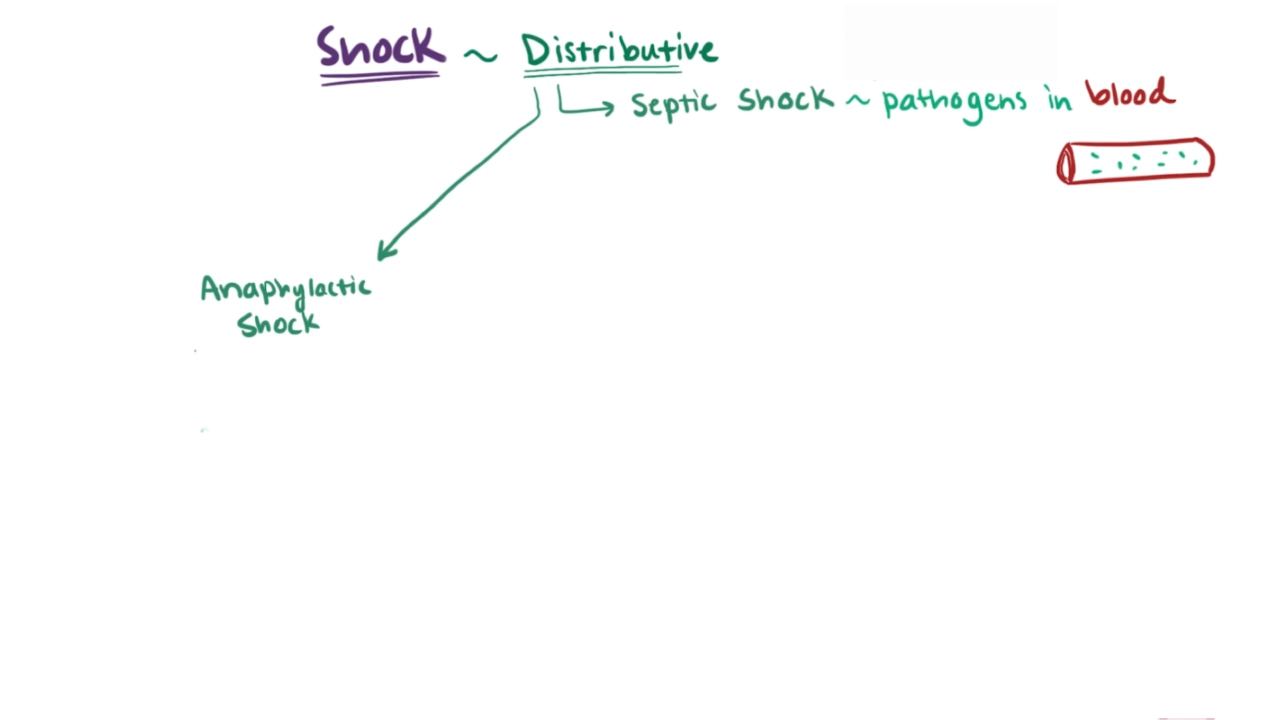 Shock ~ Distributive
Septic Shock ~ pathogens in blood
Anaphylactic
Shock